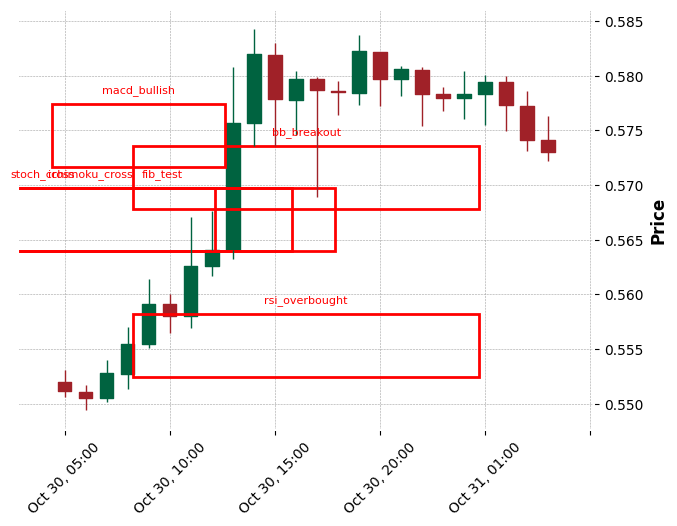 0.585
macd_bullish
0.580
bb_breakout
0.575
stoch_cross
ichimoku_cross
fib_test
0.570
Price
0.565
rsi_overbought
0.560
0.555
0.550
Oct 30, 05:00
Oct 30, 10:00
Oct 30, 15:00
Oct 30, 20:00
Oct 31, 01:00